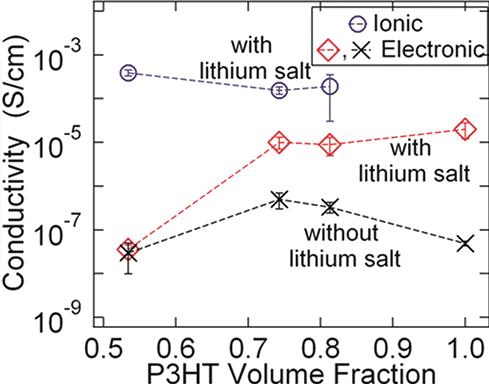 Ionic
, Electronic
with
lithium salt
with
lithium salt
without
lithium salt
10-3
10-5
10-7
10-9
Conductivity (S/cm)
0.5 0.6 0.7 0.8 0.9 1.0
P3HT Volume Fraction